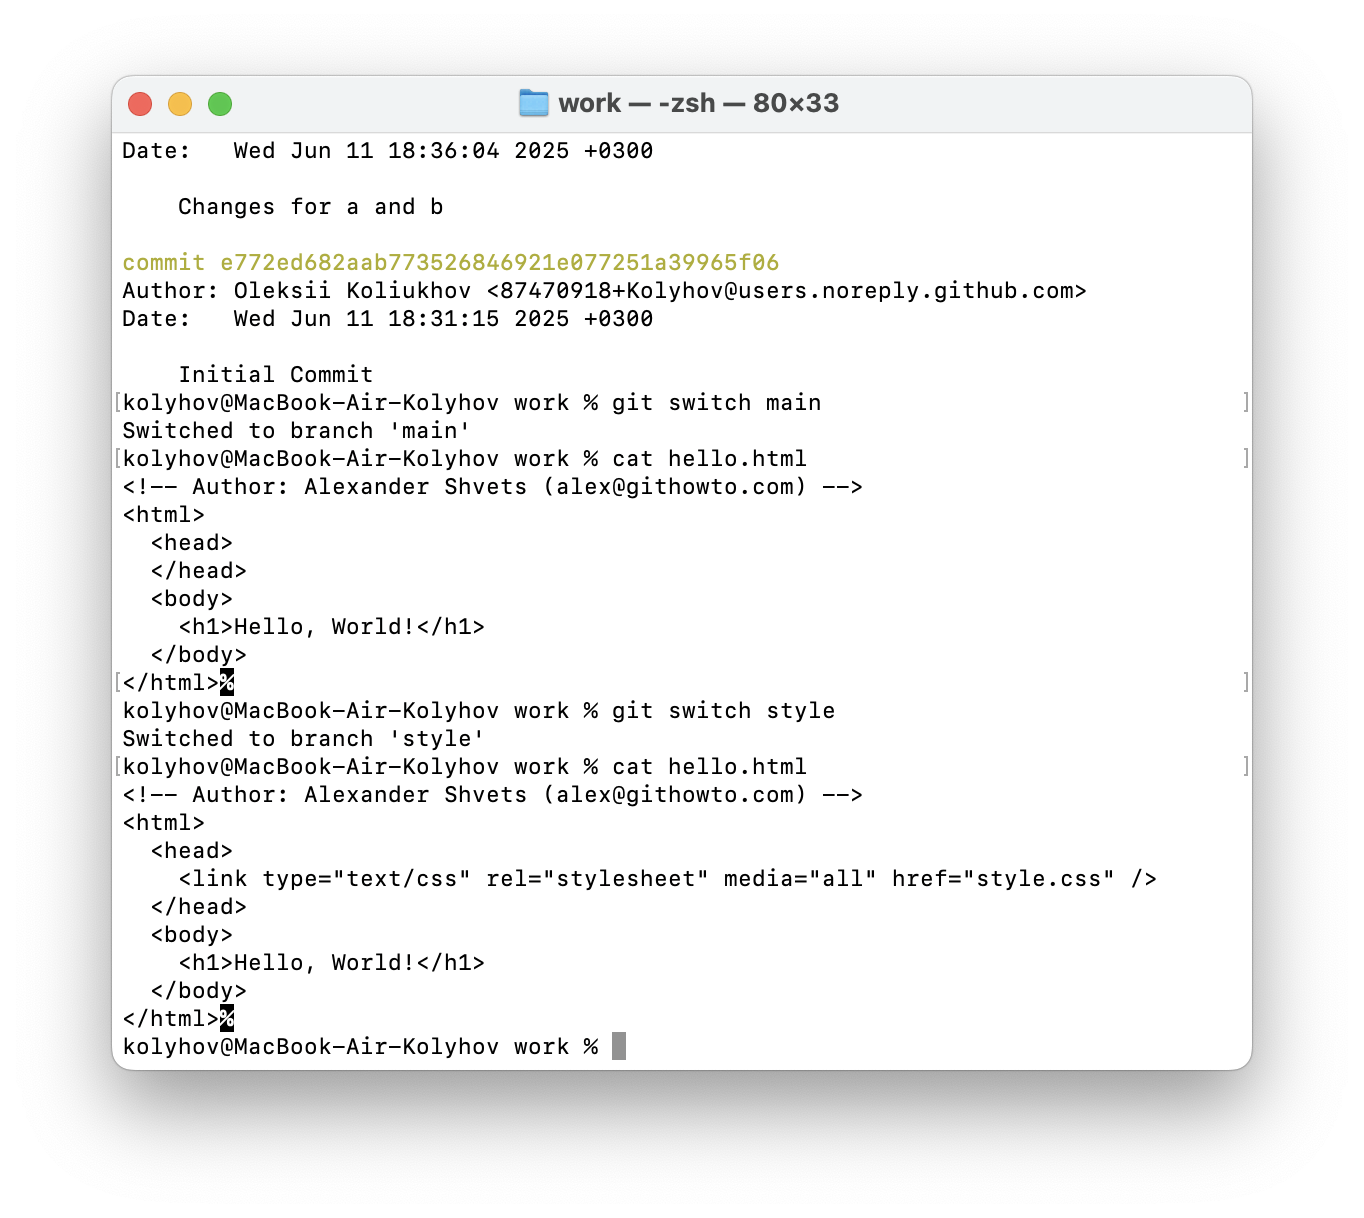 work — -zsh — 80×33
Date:   Wed Jun 11 18:36:04 2025 +0300
    Changes for a and b
commit e772ed682aab773526846921e077251a39965f06
Author: Oleksii Koliukhov <87470918+Kolyhov@users.noreply.github.com>
Date:   Wed Jun 11 18:31:15 2025 +0300
    Initial Commit
[kolyhov@MacBook-Air-Kolyhov work % git switch main ]
Switched to branch 'main'
[kolyhov@MacBook-Air-Kolyhov work % cat hello.html ]
<!-- Author: Alexander Shvets (alex@githowto.com) -->
<html>
  <head>
  </head>
  <body>
    <h1>Hello, World!</h1>
  </body>
[</html>% ]
kolyhov@MacBook-Air-Kolyhov work % git switch style
Switched to branch 'style'
[kolyhov@MacBook-Air-Kolyhov work % cat hello.html ]
<!-- Author: Alexander Shvets (alex@githowto.com) -->
<html>
  <head>
    <link type="text/css" rel="stylesheet" media="all" href="style.css" />
  </head>
  <body>
    <h1>Hello, World!</h1>
  </body>
</html>%
kolyhov@MacBook-Air-Kolyhov work %